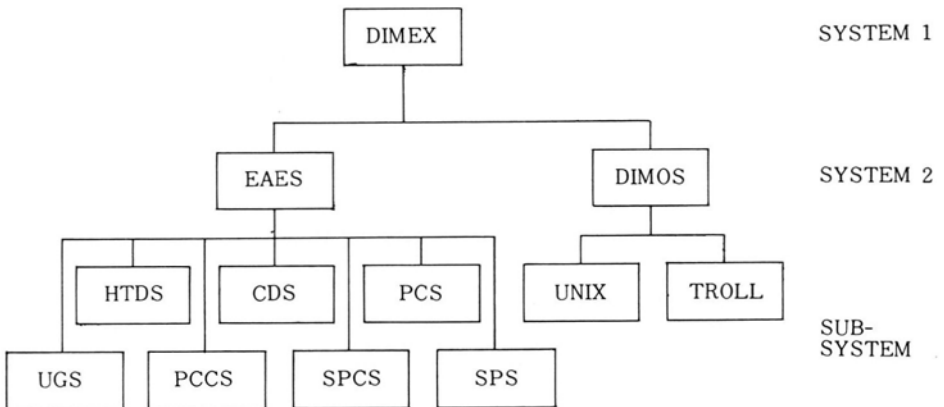 DIMEX
SYSTEM 1
EAES
DIMOS
SYSTEM 2
HTDS
CDS
PCS
UNIX
TROLL
SUB-
SYSTEM
UGS
PCCS
SPCS
SPS